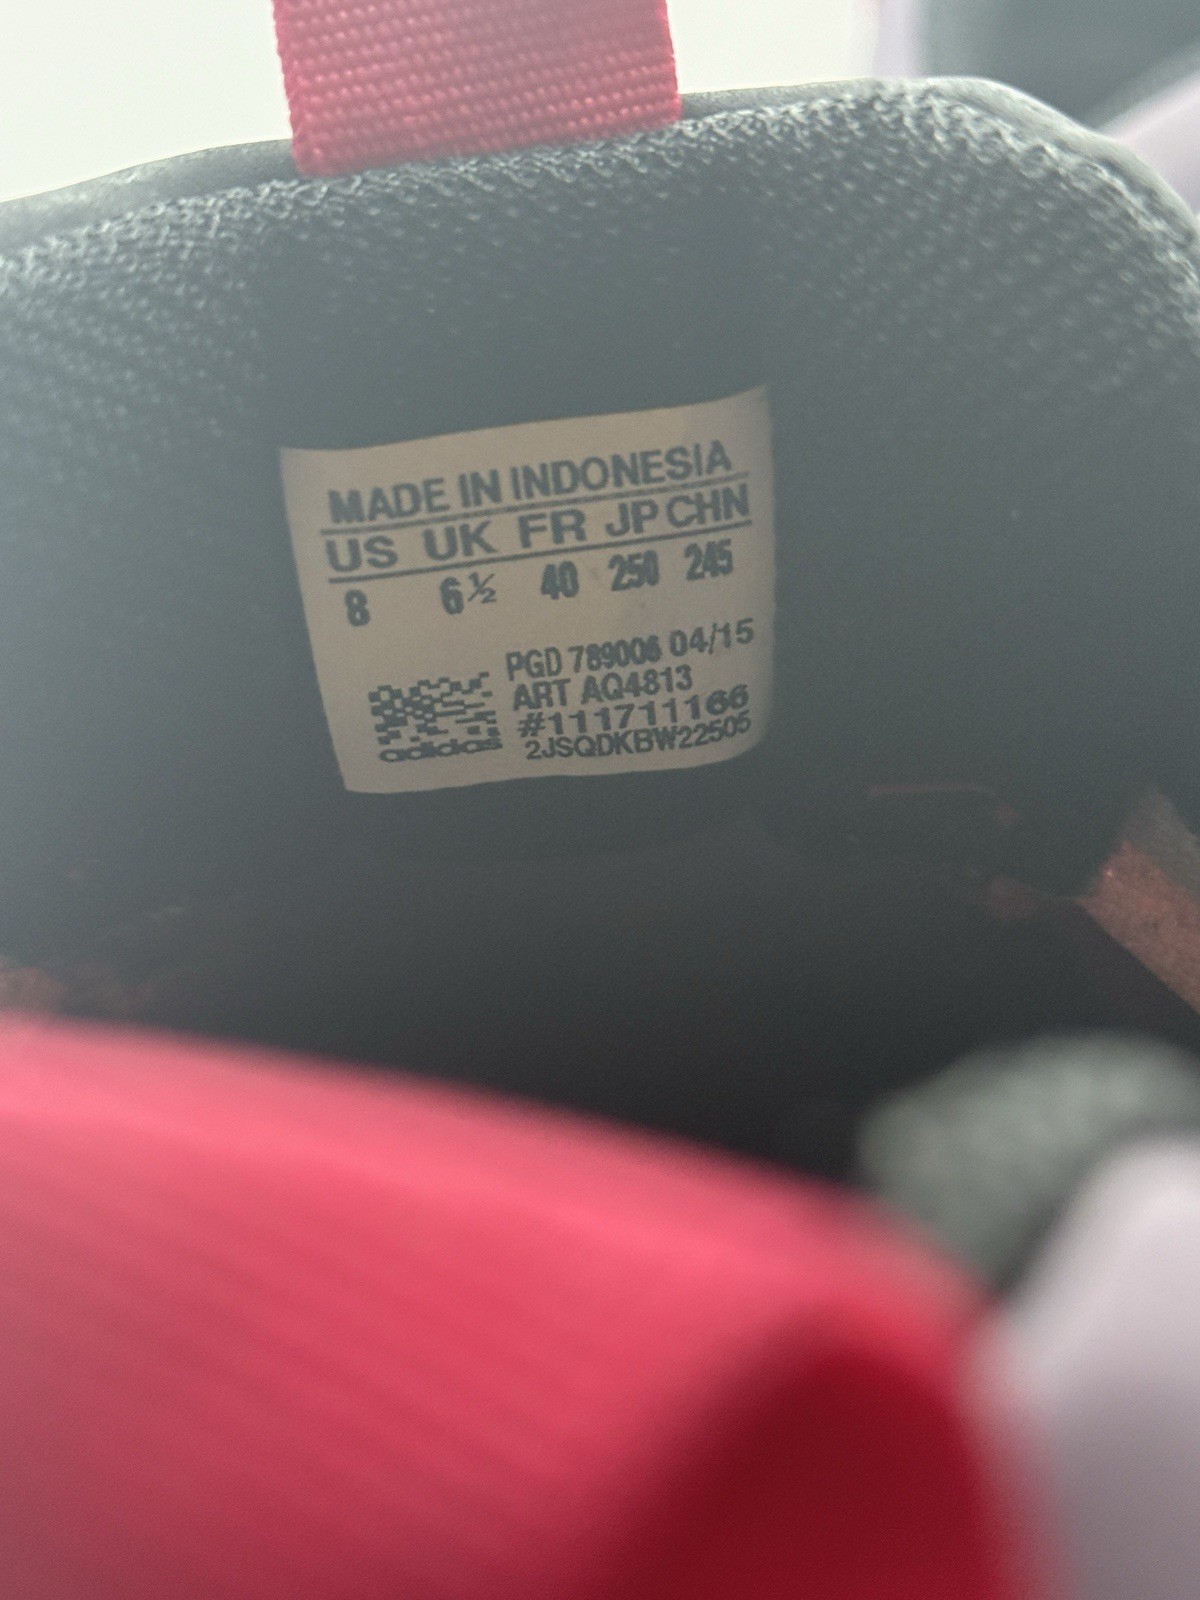 MADE IN INDONESIA
US UK FR JP CHN
8 6½ 40 250 245
PGD 789006 04/15
ART AQ4813
#111711166
2JSQDKBW22505
adidas